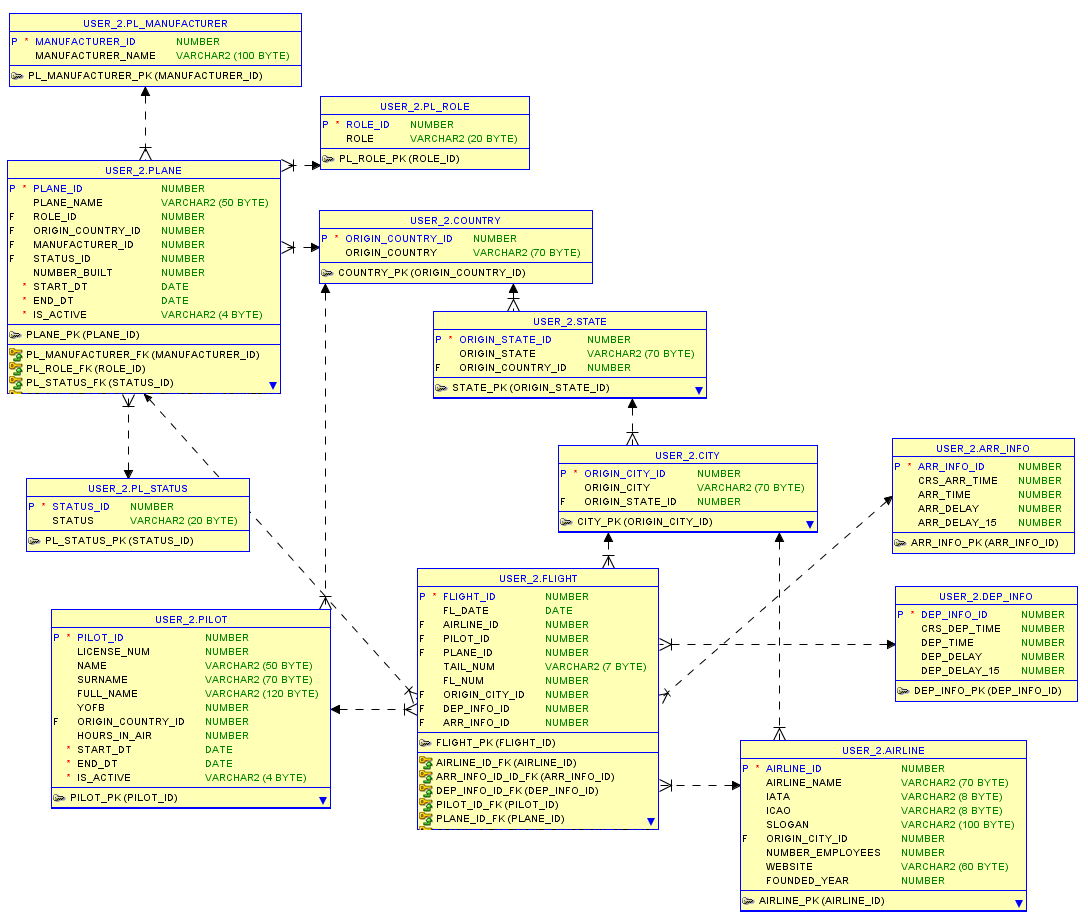 USER_2.PL_MANUFACTURER
P * MANUFACTURER_ID NUMBER
MANUFACTURER_NAME VARCHAR2 (100 BYTE)
PL_MANUFACTURER_PK (MANUFACTURER_ID)
USER_2.PL_ROLE
P * ROLE_ID NUMBER
ROLE VARCHAR2 (20 BYTE)
PL_ROLE_PK (ROLE_ID)
USER_2.PLANE
P * PLANE_ID NUMBER
PLANE_NAME VARCHAR2 (50 BYTE)
F ROLE_ID NUMBER
F ORIGIN_COUNTRY_ID NUMBER
F MANUFACTURER_ID NUMBER
F STATUS_ID NUMBER
NUMBER_BUILT NUMBER
* START_DT DATE
* END_DT DATE
* IS_ACTIVE VARCHAR2 (4 BYTE)
PLANE_PK (PLANE_ID)
PL_MANUFACTURER_FK (MANUFACTURER_ID)
PL_ROLE_FK (ROLE_ID)
PL_STATUS_FK (STATUS_ID)
USER_2.COUNTRY
P * ORIGIN_COUNTRY_ID NUMBER
ORIGIN_COUNTRY VARCHAR2 (70 BYTE)
COUNTRY_PK (ORIGIN_COUNTRY_ID)
USER_2.STATE
P * ORIGIN_STATE_ID NUMBER
ORIGIN_STATE VARCHAR2 (70 BYTE)
F ORIGIN_COUNTRY_ID NUMBER
STATE_PK (ORIGIN_STATE_ID)
USER_2.CITY
P * ORIGIN_CITY_ID NUMBER
ORIGIN_CITY VARCHAR2 (70 BYTE)
F ORIGIN_STATE_ID NUMBER
CITY_PK (ORIGIN_CITY_ID)
USER_2.ARR_INFO
P * ARR_INFO_ID NUMBER
CRS_ARR_TIME NUMBER
ARR_TIME NUMBER
ARR_DELAY NUMBER
ARR_DELAY_15 NUMBER
ARR_INFO_PK (ARR_INFO_ID)
USER_2.PL_STATUS
P * STATUS_ID NUMBER
STATUS VARCHAR2 (20 BYTE)
PL_STATUS_PK (STATUS_ID)
USER_2.FLIGHT
P * FLIGHT_ID NUMBER
FL_DATE DATE
F AIRLINE_ID NUMBER
F PILOT_ID NUMBER
F PLANE_ID NUMBER
TAIL_NUM VARCHAR2 (7 BYTE)
FL_NUM NUMBER
F ORIGIN_CITY_ID NUMBER
F DEP_INFO_ID NUMBER
F ARR_INFO_ID NUMBER
FLIGHT_PK (FLIGHT_ID)
AIRLINE_ID_FK (AIRLINE_ID)
ARR_INFO_ID_ID_FK (ARR_INFO_ID)
DEP_INFO_ID_FK (DEP_INFO_ID)
PILOT_ID_FK (PILOT_ID)
PLANE_ID_FK (PLANE_ID)
USER_2.DEP_INFO
P * DEP_INFO_ID NUMBER
CRS_DEP_TIME NUMBER
DEP_TIME NUMBER
DEP_DELAY NUMBER
DEP_DELAY_15 NUMBER
DEP_INFO_PK (DEP_INFO_ID)
USER_2.PILOT
P * PILOT_ID NUMBER
LICENSE_NUM NUMBER
NAME VARCHAR2 (50 BYTE)
SURNAME VARCHAR2 (70 BYTE)
FULL_NAME VARCHAR2 (120 BYTE)
YOFB NUMBER
F ORIGIN_COUNTRY_ID NUMBER
HOURS_IN_AIR NUMBER
* START_DT DATE
* END_DT DATE
* IS_ACTIVE VARCHAR2 (4 BYTE)
PILOT_PK (PILOT_ID)
USER_2.AIRLINE
P * AIRLINE_ID NUMBER
AIRLINE_NAME VARCHAR2 (70 BYTE)
IATA VARCHAR2 (8 BYTE)
ICAO VARCHAR2 (8 BYTE)
SLOGAN VARCHAR2 (100 BYTE)
F ORIGIN_CITY_ID NUMBER
NUMBER_EMPLOYEES NUMBER
WEBSITE VARCHAR2 (60 BYTE)
FOUNDED_YEAR NUMBER
AIRLINE_PK (AIRLINE_ID)